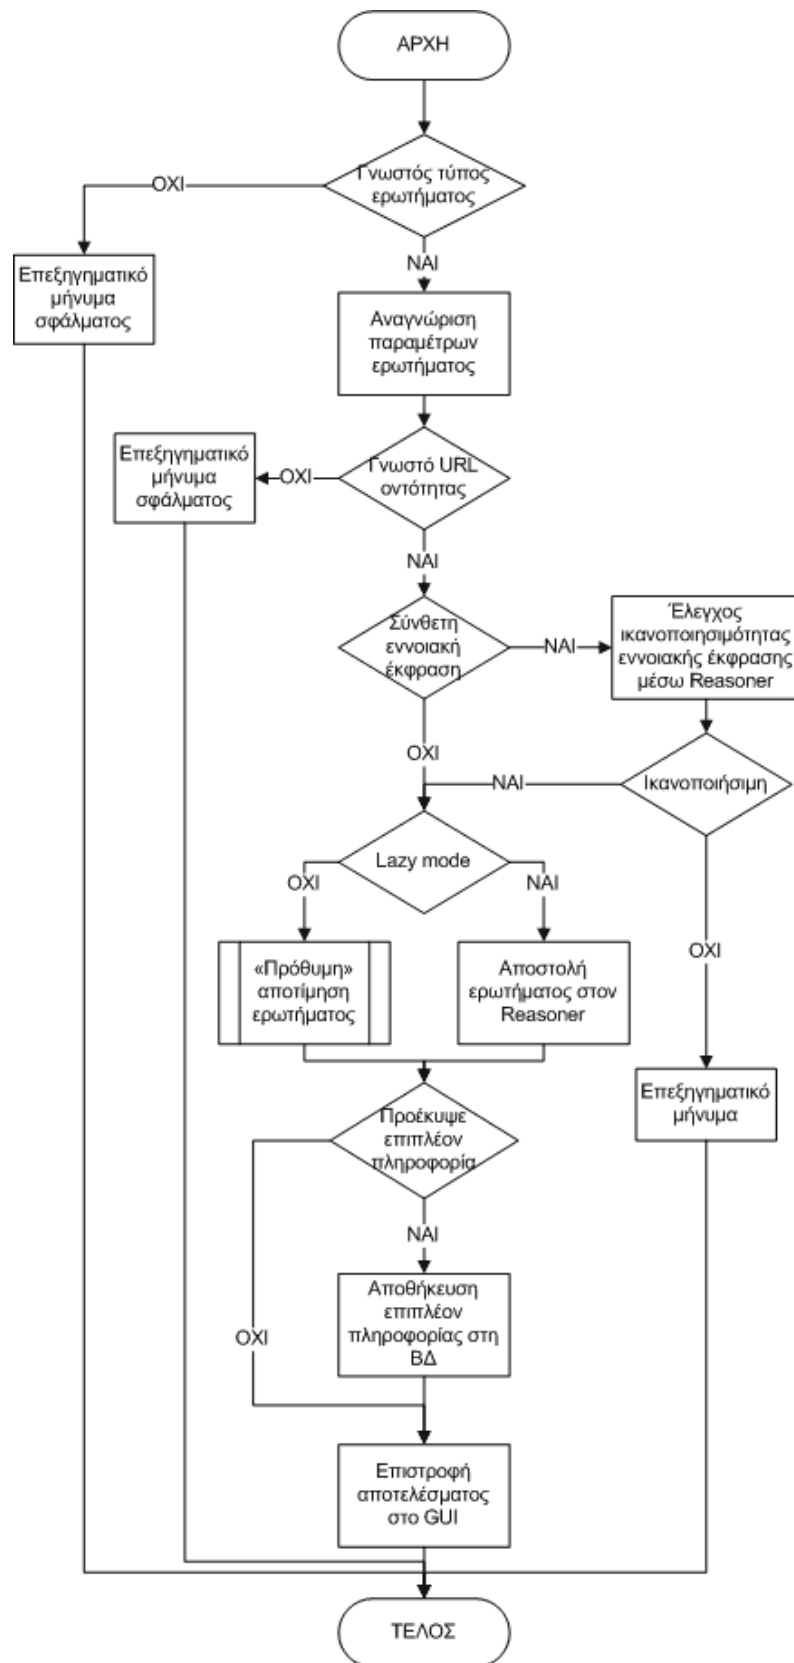 ΑΡΧΗ
Γνωστός τύπος
ερωτήματος
ΟΧΙ
ΝΑΙ
Επεξηγηματικό
μήνυμα
σφάλματος
Αναγνώριση
παραμέτρων
ερωτήματος
Γνωστό URL
οντότητας
ΟΧΙ
Επεξηγηματικό
μήνυμα
σφάλματος
ΝΑΙ
Σύνθετη
εννοιακή
έκφραση
ΝΑΙ
Έλεγχος
ικανοποιησιμότητας
εννοιακής έκφρασης
μέσω Reasoner
ΟΧΙ
Ικανοποιήσιμη
ΝΑΙ
Lazy mode
ΟΧΙ
ΝΑΙ
«Πρόθυμη»
αποτίμηση
ερωτήματος
Αποστολή
ερωτήματος στον
Reasoner
ΟΧΙ
Επεξηγηματικό
μήνυμα
Προέκυψε
επιπλέον
πληροφορία
ΝΑΙ
Αποθήκευση
επιπλέον
πληροφορίας στη
ΒΔ
ΟΧΙ
Επιστροφή
αποτελέσματος
στο GUI
ΤΕΛΟΣ